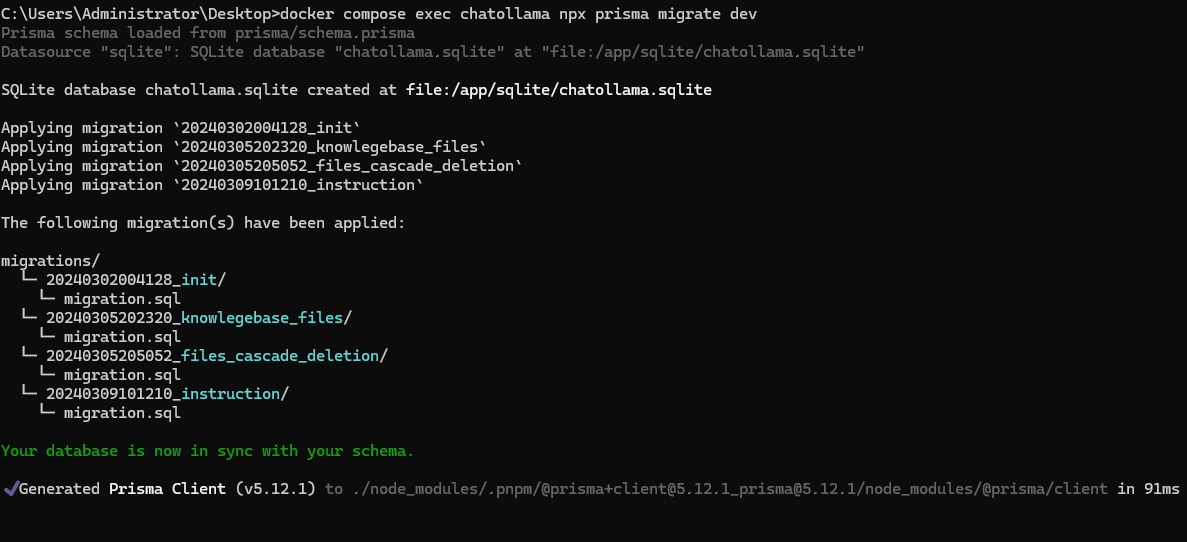 C:\Users\Administrator\Desktop>docker compose exec chatollama npx prisma migrate dev
Prisma schema loaded from prisma/schema.prisma
Datasource "sqlite": SQLite database "chatollama.sqlite" at "file:/app/sqlite/chatollama.sqlite"
SQLite database chatollama.sqlite created at file:/app/sqlite/chatollama.sqlite
Applying migration `20240302004128_init`
Applying migration `20240305202320_knowlegebase_files`
Applying migration `20240305205052_files_cascade_deletion`
Applying migration `20240309101210_instruction`
The following migration(s) have been applied:
migrations/
└─ 20240302004128_init/
└─ migration.sql
└─ 20240305202320_knowlegebase_files/
└─ migration.sql
└─ 20240305205052_files_cascade_deletion/
└─ migration.sql
└─ 20240309101210_instruction/
└─ migration.sql
Your database is now in sync with your schema.
✔Generated Prisma Client (v5.12.1) to ./node_modules/.pnpm/@prisma+client@5.12.1_prisma@5.12.1/node_modules/@prisma/client in 91ms